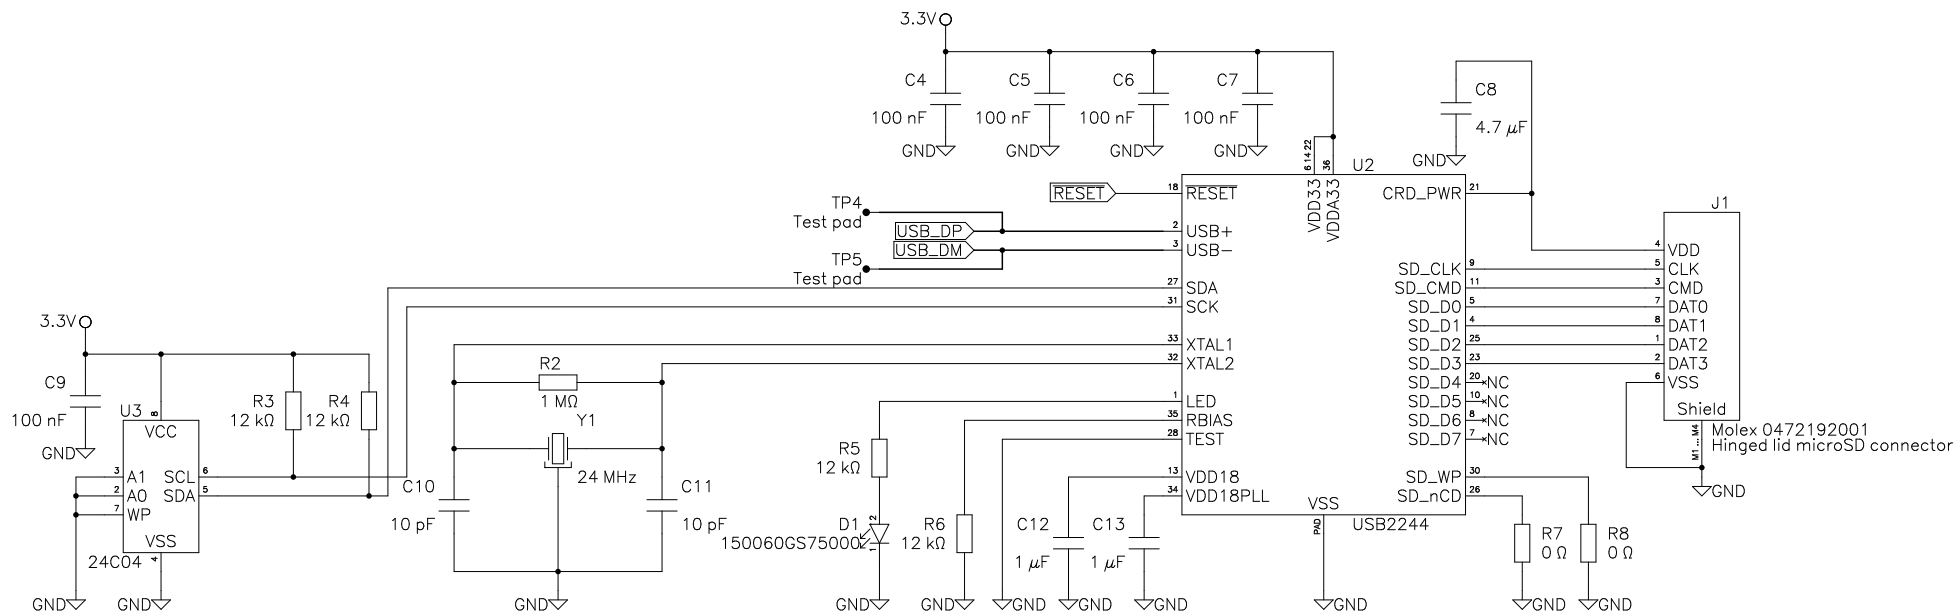 3.3V
C4
100 nF
GND
C5
100 nF
GND
C6
100 nF
GND
C7
100 nF
GND
C8
4.7 µF
GND
TP4
Test pad
USB_DP
USB_DM
TP5
Test pad
RESET
U2
6 14 22
36
VDD33
VDDA33
18 RESET
2 USB+
3 USB-
27 SDA
31 SCK
33 XTAL1
32 XTAL2
1 LED
35 RBIAS
28 TEST
13 VDD18
34 VDD18PLL
CRD_PWR 21
SD_CLK 9
SD_CMD 11
SD_D0 5
SD_D1 4
SD_D2 25
SD_D3 23
SD_D4 20 NC
SD_D5 10 NC
SD_D6 8 NC
SD_D7 7 NC
SD_WP 30
SD_nCD 26
VSS
PAD
USB2244
GND
J1
4 VDD
5 CLK
3 CMD
7 DAT0
8 DAT1
1 DAT2
2 DAT3
6 VSS
Shield
M1...M4
Molex 0472192001
Hinged lid microSD connector
GND
3.3V
C9
100 nF
GND
U3
8
VCC
3 A1
2 A0
7 WP
SCL 6
SDA 5
VSS
4
24C04
GND
GND
R3
12 kΩ
R4
12 kΩ
R2
1 MΩ
Y1
24 MHz
C10
10 pF
C11
10 pF
GND
R5
12 kΩ
D1
150060GS75000
2
1
GND
R6
12 kΩ
GND
GND
C12
1 µF
GND
C13
1 µF
GND
R7
0 Ω
GND
R8
0 Ω
GND